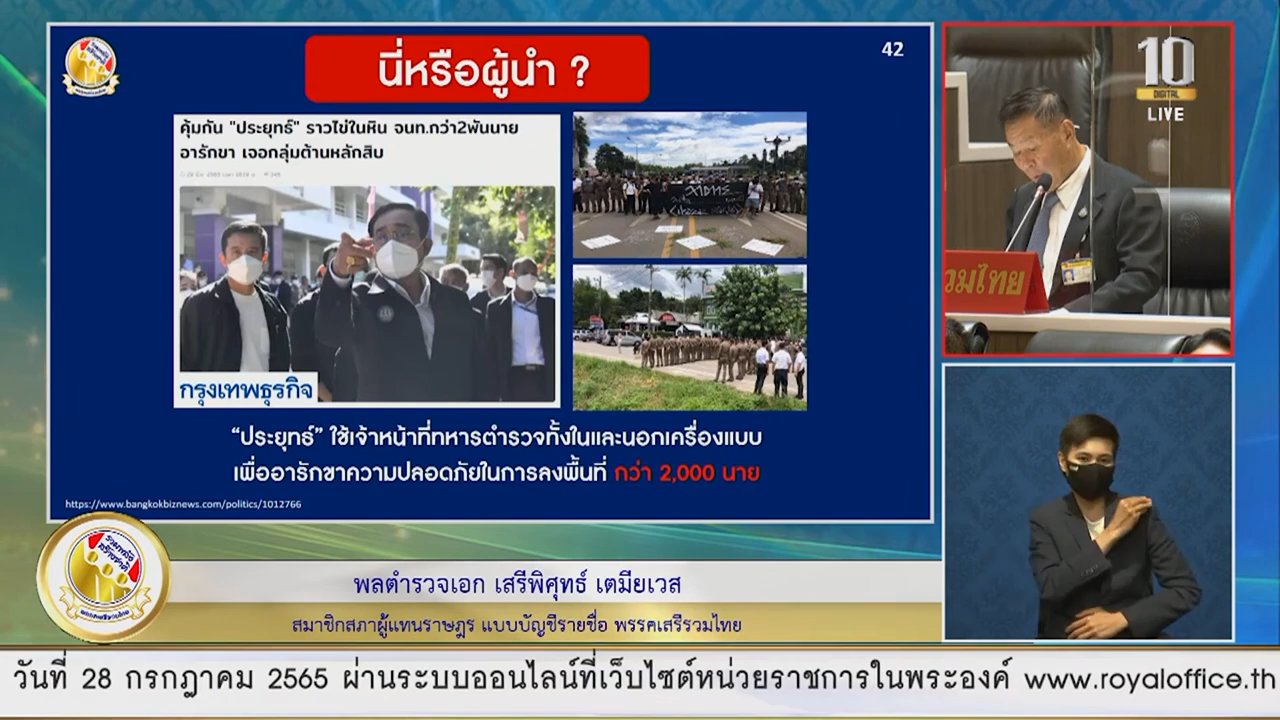 นี่หรือผู้นำ ?
42
คุ้มกัน "ประยุทธ์" ราวไข่ในหิน จนท.กว่า2พันนาย
อารักขา เจอกลุ่มต้านหลักสิบ
กรุงเทพธุรกิจ
“ประยุทธ์” ใช้เจ้าหน้าที่ทหารตำรวจทั้งในและนอกเครื่องแบบ
เพื่ออารักขาความปลอดภัยในการลงพื้นที่ กว่า 2,000 นาย
https://www.bangkokbiznews.com/politics/1012766
10
DIGITAL
LIVE
วมไทย
พลตำรวจเอก เสรีพิศุทธ์ เตมียเวส
สมาชิกสภาผู้แทนราษฎร แบบบัญชีรายชื่อ พรรคเสรีรวมไทย
วันที่ 28 กรกฎาคม 2565 ผ่านระบบออนไลน์ที่เว็บไซต์หน่วยราชการในพระองค์ www.royaloffice.th